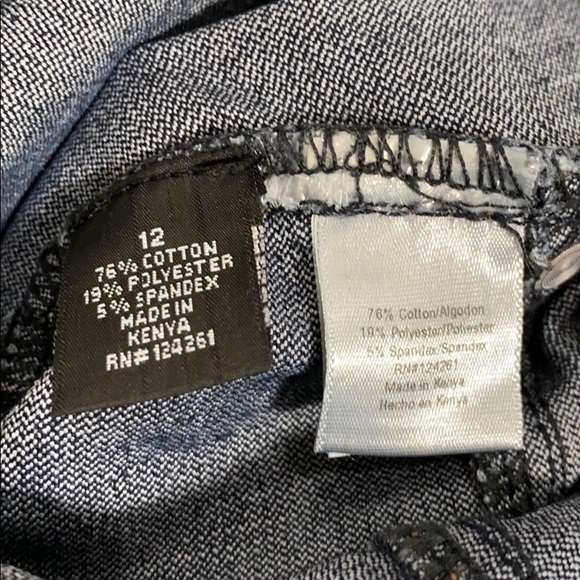 12
76% COTTON
19% POLYESTER
5% SPANDEX
MADE IN
KENYA
RN# 124261
76% Cotton/Algodon
19% Polyester/Poliester
5% Spandex/Spandex
RN#124261
Made in Kenya
Hecho en Kenya